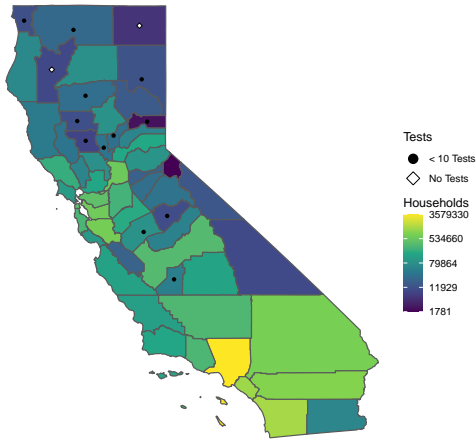 Tests
< 10 Tests
No Tests
Households
3579330
534660
79864
11929
1781